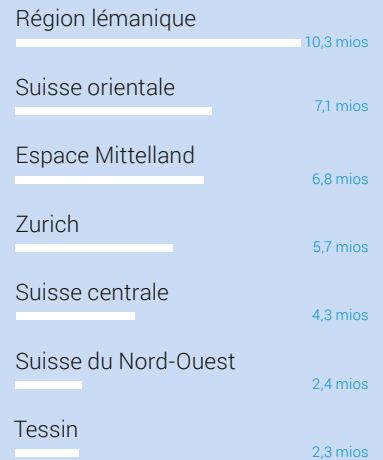 Région lémanique
10,3 mios
Suisse orientale
7,1 mios
Espace Mittelland
6,8 mios
Zurich
5,7 mios
Suisse centrale
4,3 mios
Suisse du Nord-Ouest
2,4 mios
Tessin
2,3 mios